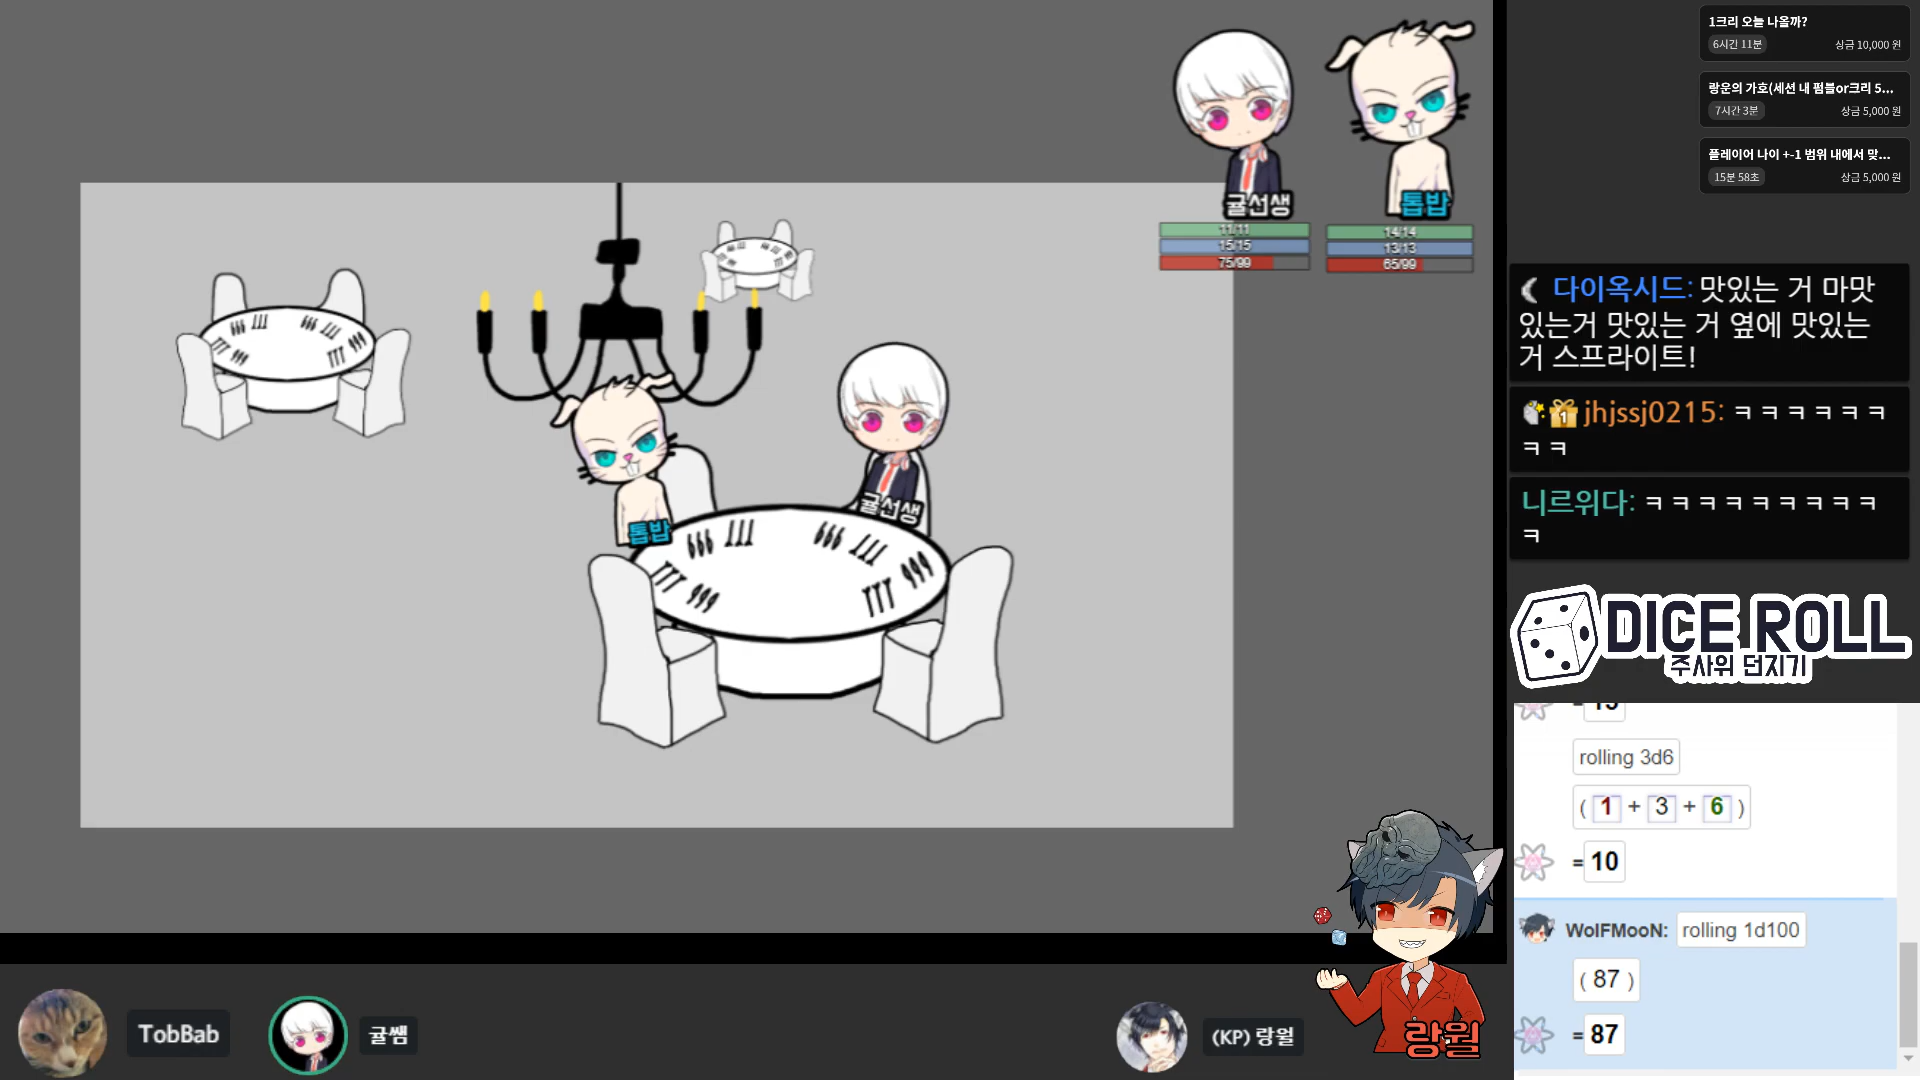 1크리 오늘 나올까?
6시간 11분
상금 10,000 원
랑운의 가호(세션 내 펌블or크리 5...
7시간 3분
상금 5,000 원
플레이어 나이 +-1 범위 내에서 맞...
15분 58초
상금 5,000 원
귤선생
11/11
15/15
75/99
톱밥
14/14
13/13
65/99
다이옥시드: 맛있는 거 마맛
있는거 맛있는 거 옆에 맛있는
거 스프라이트!
jhjssj0215: ㅋㅋㅋㅋㅋㅋ
ㅋㅋ
니르위다: ㅋㅋㅋㅋㅋㅋㅋㅋㅋ
ㅋ
귤선생
톱밥
DICE ROLL
주사위 던지기
rolling 3d6
( 1 + 3 + 6 )
= 10
WolFMooN: rolling 1d100
( 87 )
= 87
TobBab
귤쌤
(KP) 랑월
랑월